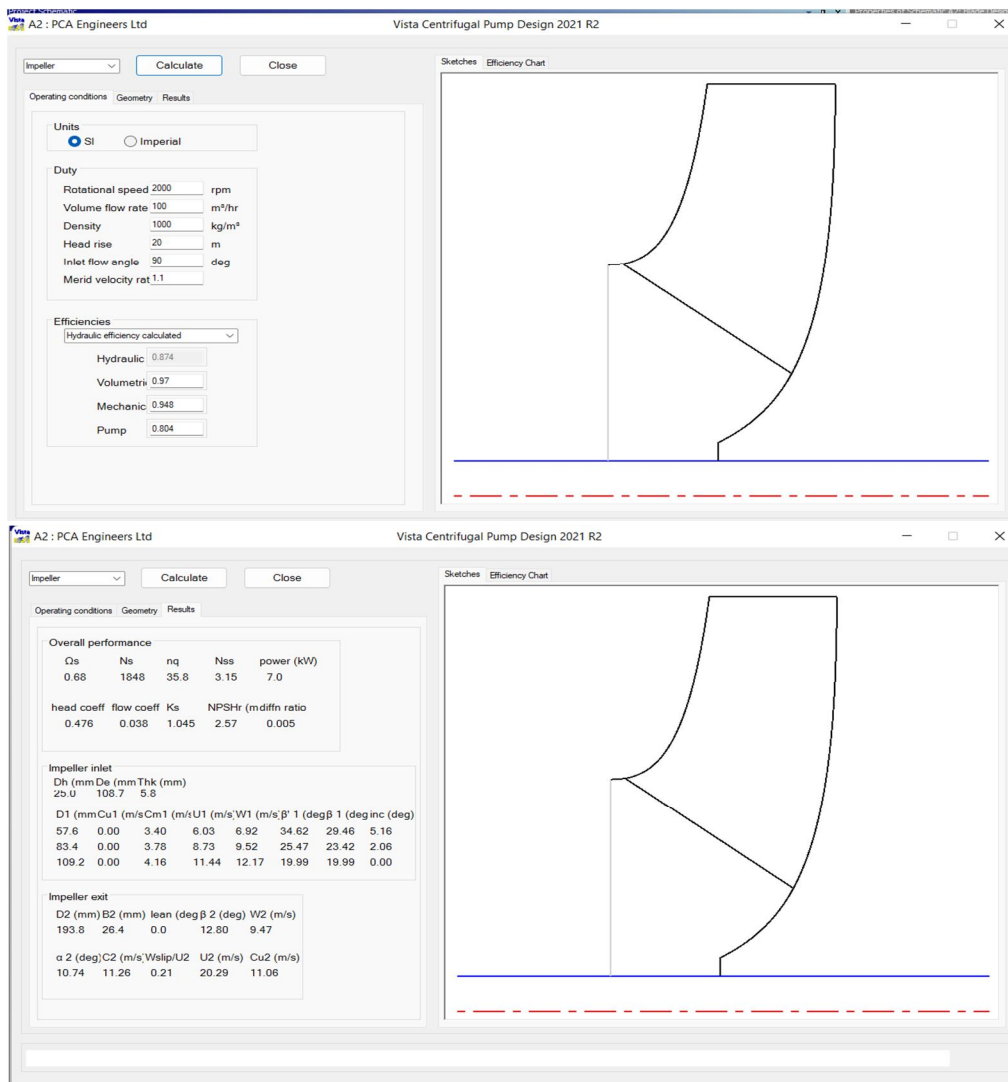 Project Schematic
Properties of Schematic A2: Blade Design
Vista A2 : PCA Engineers Ltd Vista Centrifugal Pump Design 2021 R2
Impeller Calculate Close
Sketches Efficiency Chart
Operating conditions Geometry Results
Units
SI Imperial
Duty
Rotational speed 2000 rpm
Volume flow rate 100 m³/hr
Density 1000 kg/m³
Head rise 20 m
Inlet flow angle 90 deg
Merid velocity rat 1.1
Efficiencies
Hydraulic efficiency calculated
Hydraulic 0.874
Volumetri 0.97
Mechanic 0.948
Pump 0.804
Vista A2 : PCA Engineers Ltd Vista Centrifugal Pump Design 2021 R2
Impeller Calculate Close
Sketches Efficiency Chart
Operating conditions Geometry Results
Overall performance
Ωs Ns nq Nss power (kW)
0.68 1848 35.8 3.15 7.0
head coeff flow coeff Ks NPSHr (m diffn ratio
0.476 0.038 1.045 2.57 0.005
Impeller inlet
Dh (mm De (mm Thk (mm)
25.0 108.7 5.8
D1 (mm Cu1 (m/s Cm1 (m/s U1 (m/s W1 (m/s β' 1 (deg β 1 (deg inc (deg)
57.6 0.00 3.40 6.03 6.92 34.62 29.46 5.16
83.4 0.00 3.78 8.73 9.52 25.47 23.42 2.06
109.2 0.00 4.16 11.44 12.17 19.99 19.99 0.00
Impeller exit
D2 (mm) B2 (mm) lean (deg β 2 (deg) W2 (m/s)
193.8 26.4 0.0 12.80 9.47
α 2 (deg) C2 (m/s Wslip/U2 U2 (m/s) Cu2 (m/s)
10.74 11.26 0.21 20.29 11.06